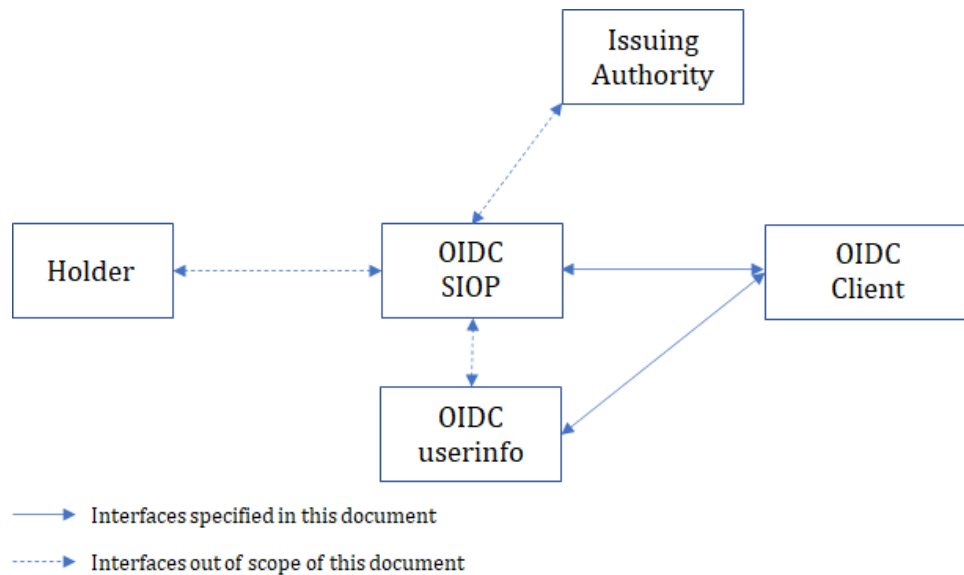 Issuing
Authority
Holder
OIDC
SIOP
OIDC
Client
OIDC
userinfo
Interfaces specified in this document
Interfaces out of scope of this document